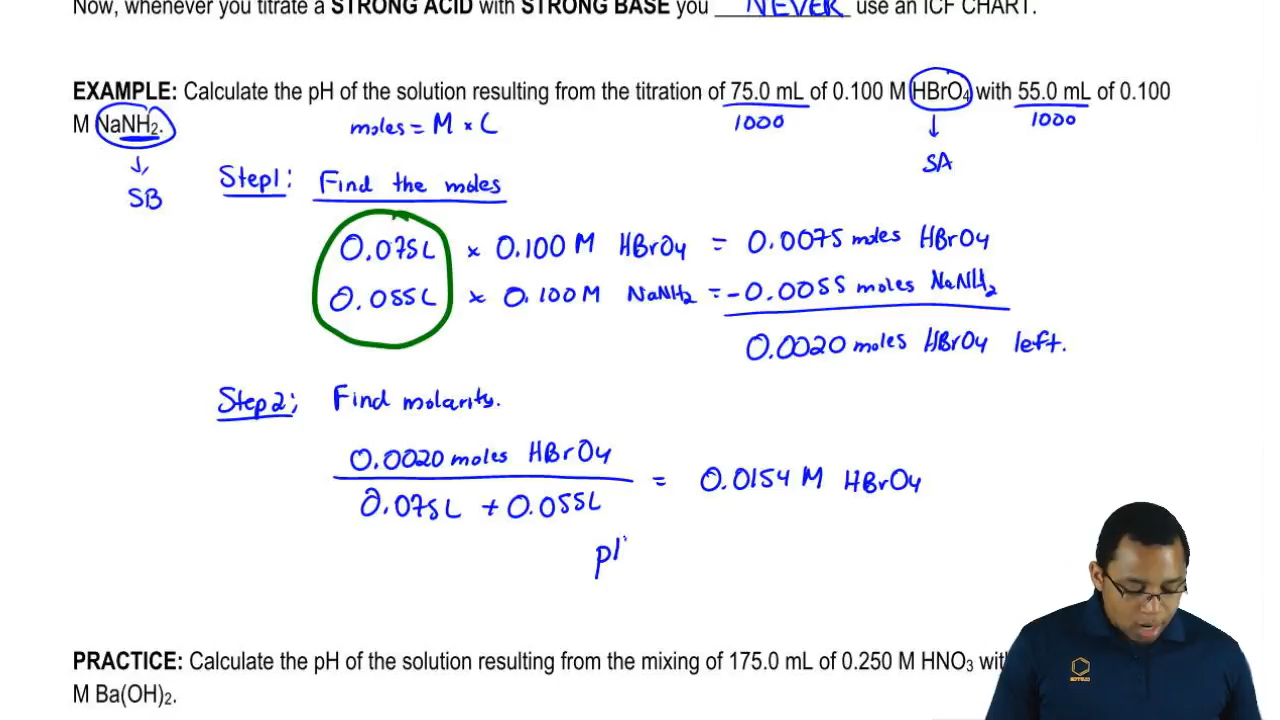 Now, whenever you titrate a STRONG ACID with STRONG BASE you NEVER use an ICF CHART.
EXAMPLE: Calculate the pH of the solution resulting from the titration of 75.0 mL of 0.100 M HBrO₄ with 55.0 mL of 0.100
M NaNH₂.
moles = M × L
1000
1000
↓
SB
↓
SA
Step1: Find the moles
0.075L × 0.100 M HBrO₄ = 0.0075 moles HBrO₄
0.055L × 0.100M NaNH₂ = -0.0055 moles NaNH₂
0.0020 moles HBrO₄ left.
Step2: Find molarity.
0.0020 moles HBrO₄
0.075L + 0.055L
= 0.0154 M HBrO₄
PRACTICE: Calculate the pH of the solution resulting from the mixing of 175.0 mL of 0.250 M HNO₃
M Ba(OH)₂.